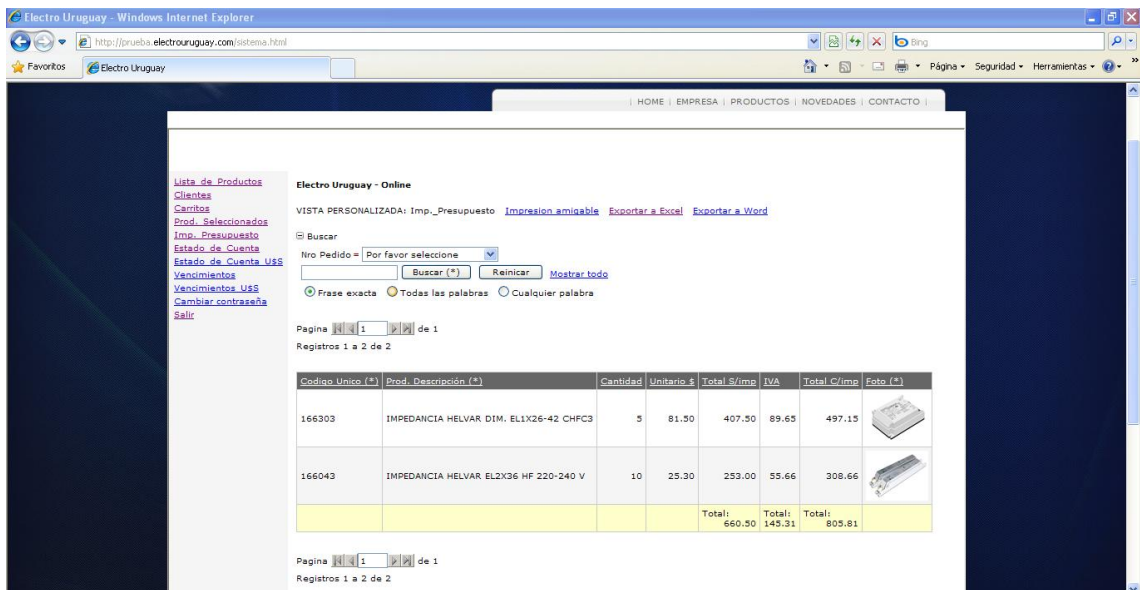 Electro Uruguay - Windows Internet Explorer
http://prueba.electrouruguay.com/sistema.html
Bing
Favoritos
Electro Uruguay
Página
Seguridad
Herramientas
»
| HOME | EMPRESA | PRODUCTOS | NOVEDADES | CONTACTO |
Lista de Productos
Clientes
Carritos
Prod. Seleccionados
Imp. Presupuesto
Estado de Cuenta
Estado de Cuenta U$S
Vencimientos
Vencimientos U$S
Cambiar contraseña
Salir
Electro Uruguay - Online
VISTA PERSONALIZADA: Imp._Presupuesto Impresion amigable Exportar a Excel Exportar a Word
Buscar
Nro Pedido = Por favor seleccione
Buscar (*) Reinicar Mostrar todo
Frase exacta Todas las palabras Cualquier palabra
Pagina 1 de 1
Registros 1 a 2 de 2
Codigo Unico (*) Prod. Descripción (*) Cantidad Unitario $ Total S/imp IVA Total C/imp Foto (*)
166303 IMPEDANCIA HELVAR DIM. EL1X26-42 CHFC3 5 81.50 407.50 89.65 497.15
166043 IMPEDANCIA HELVAR EL2X36 HF 220-240 V 10 25.30 253.00 55.66 308.66
Total: Total: Total:
660.50 145.31 805.81
Pagina 1 de 1
Registros 1 a 2 de 2